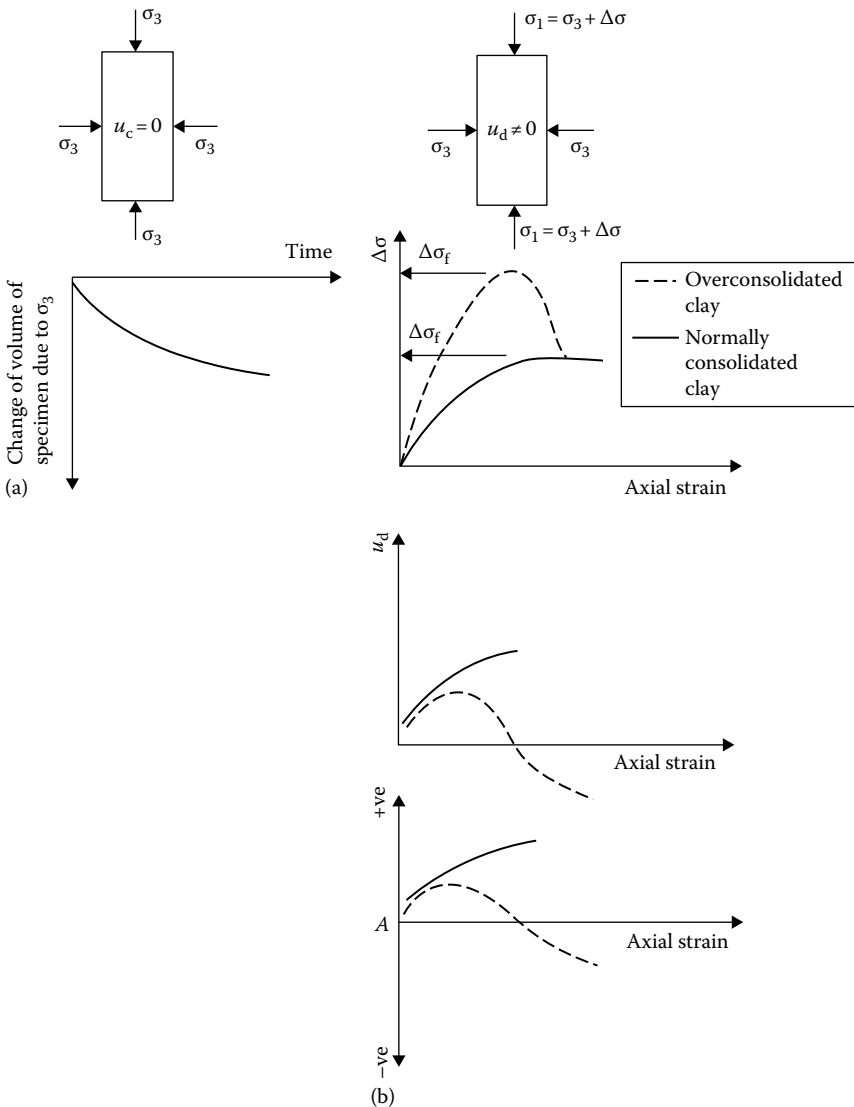 σ3
uc = 0
σ3
σ3
σ3
Time
Change of volume of
specimen due to σ3
(a)
σ1 = σ3 + Δσ
ud ≠ 0
σ3
σ3
σ1 = σ3 + Δσ
Δσ
Δσf
Δσf
Overconsolidated
clay
Normally
consolidated
clay
Axial strain
ud
Axial strain
+ve
A
Axial strain
−ve
(b)